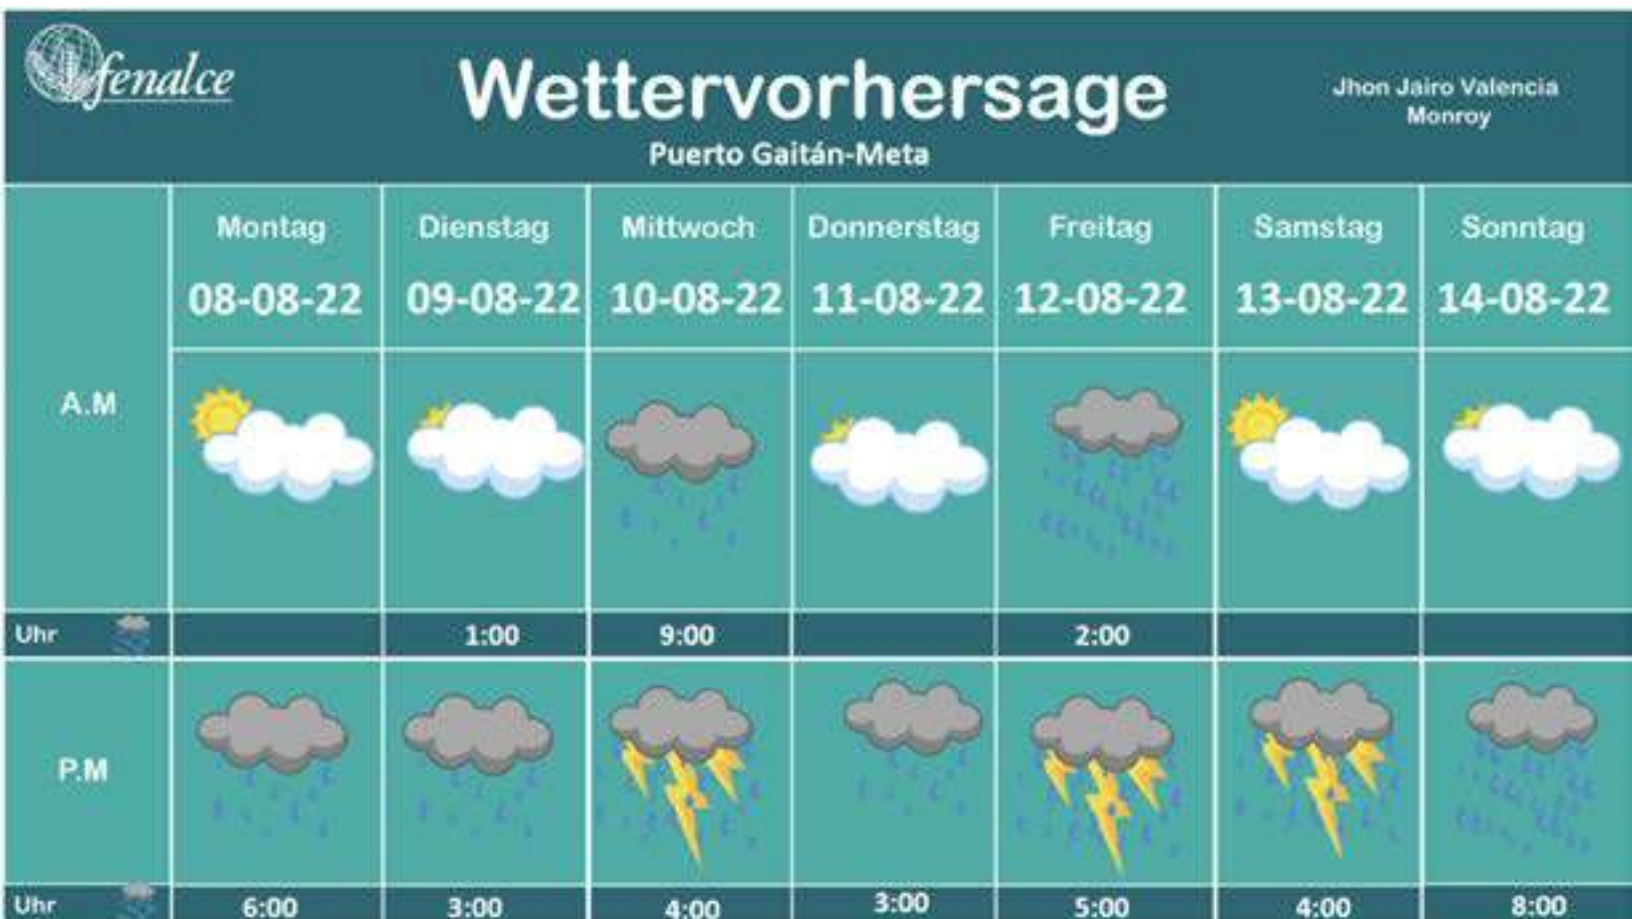 fenalce
Wettervorhersage
Puerto Gaitán-Meta
Jhon Jairo Valencia
Monroy
Montag Dienstag Mittwoch Donnerstag Freitag Samstag Sonntag
08-08-22 09-08-22 10-08-22 11-08-22 12-08-22 13-08-22 14-08-22
A.M
Uhr 1:00 9:00 2:00
P.M
Uhr 6:00 3:00 4:00 3:00 5:00 4:00 8:00